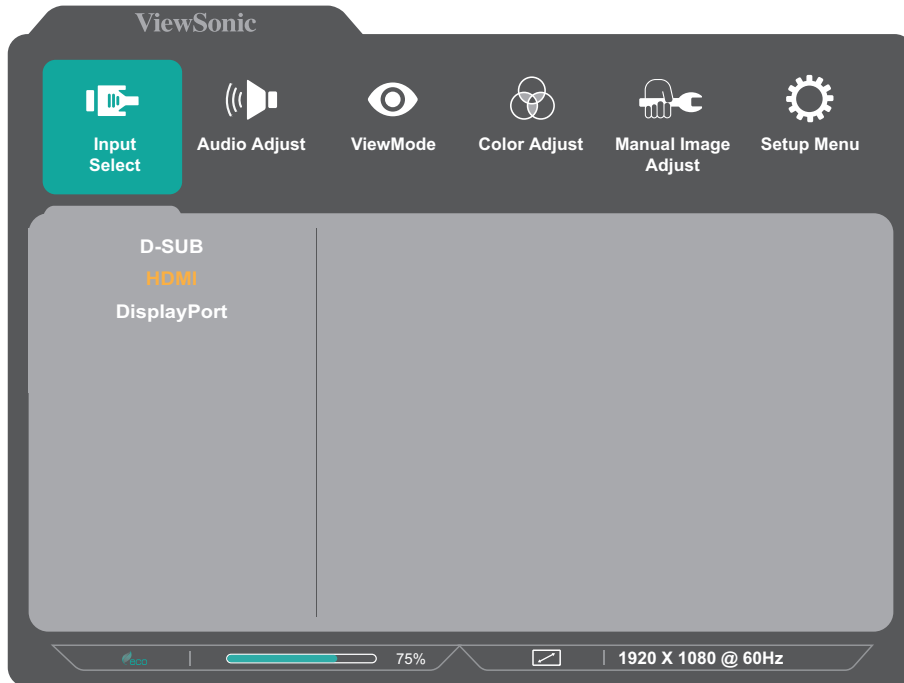 ViewSonic
Input
Select
Audio Adjust
ViewMode
Color Adjust
Manual Image
Adjust
Setup Menu
D-SUB
HDMI
DisplayPort
eco
75%
1920 X 1080 @ 60Hz